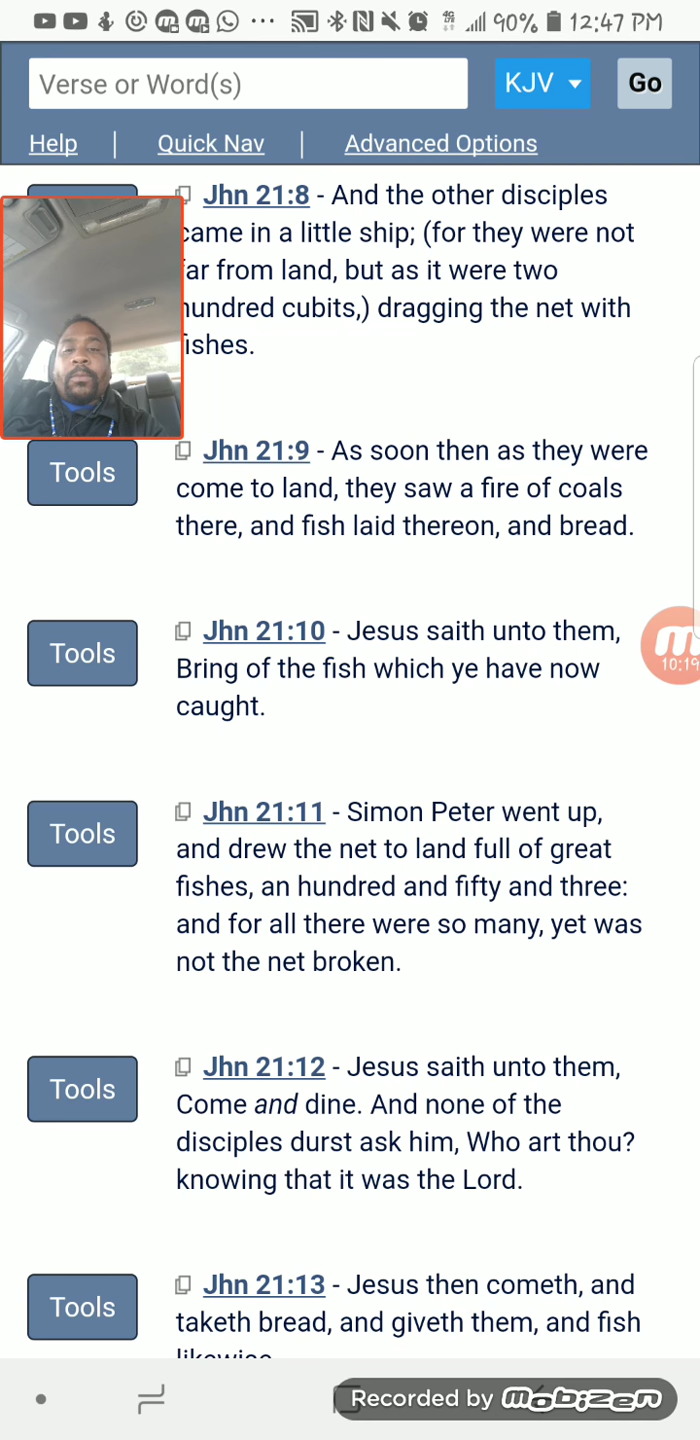 90% 12:47 PM
Verse or Word(s) KJV Go
Help | Quick Nav | Advanced Options
Jhn 21:8 - And the other disciples
came in a little ship; (for they were not
far from land, but as it were two
hundred cubits,) dragging the net with
fishes.
Tools Jhn 21:9 - As soon then as they were
come to land, they saw a fire of coals
there, and fish laid thereon, and bread.
Tools Jhn 21:10 - Jesus saith unto them,
Bring of the fish which ye have now
caught.
10:19
Tools Jhn 21:11 - Simon Peter went up,
and drew the net to land full of great
fishes, an hundred and fifty and three:
and for all there were so many, yet was
not the net broken.
Tools Jhn 21:12 - Jesus saith unto them,
Come and dine. And none of the
disciples durst ask him, Who art thou?
knowing that it was the Lord.
Tools Jhn 21:13 - Jesus then cometh, and
taketh bread, and giveth them, and fish
likewise
Recorded by mobizen